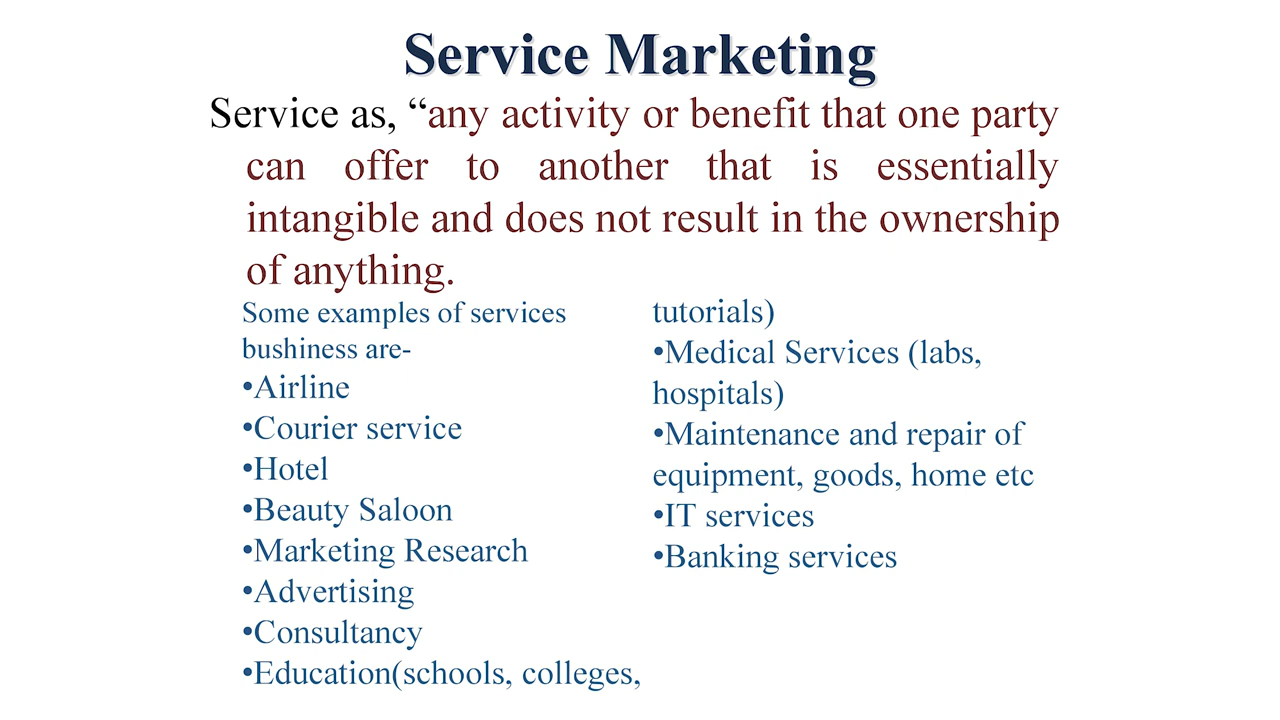 Service Marketing
Service as, “any activity or benefit that one party
can offer to another that is essentially
intangible and does not result in the ownership
of anything.
Some examples of services
bushiness are-
•Airline
•Courier service
•Hotel
•Beauty Saloon
•Marketing Research
•Advertising
•Consultancy
•Education(schools, colleges,
tutorials)
•Medical Services (labs,
hospitals)
•Maintenance and repair of
equipment, goods, home etc
•IT services
•Banking services